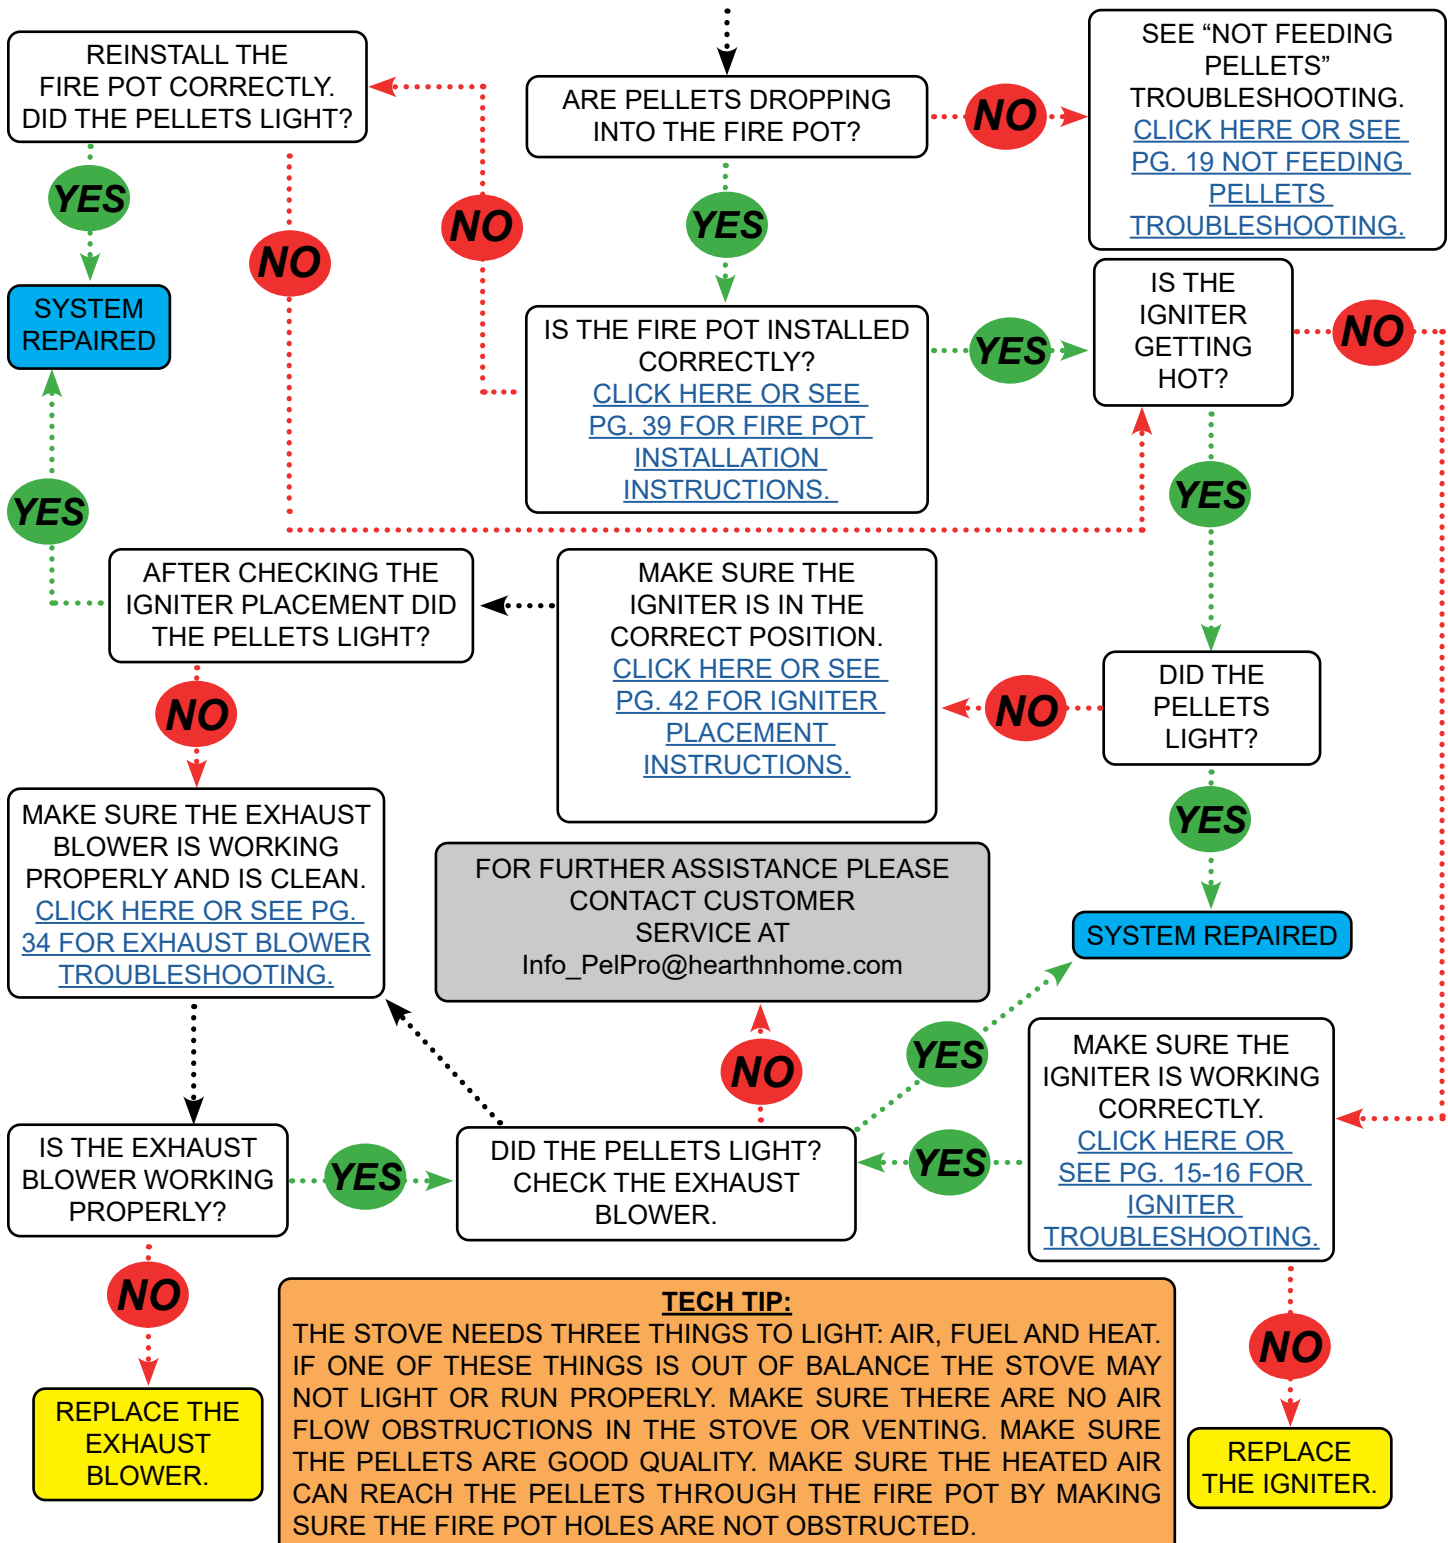 REINSTALL THE
FIRE POT CORRECTLY.
DID THE PELLETS LIGHT?
ARE PELLETS DROPPING
INTO THE FIRE POT?
NO
SEE “NOT FEEDING
PELLETS”
TROUBLESHOOTING.
CLICK HERE OR SEE
PG. 19 NOT FEEDING
PELLETS
TROUBLESHOOTING.
YES
NO
NO
YES
SYSTEM
REPAIRED
IS THE FIRE POT INSTALLED
CORRECTLY?
CLICK HERE OR SEE
PG. 39 FOR FIRE POT
INSTALLATION
INSTRUCTIONS.
YES
IS THE
IGNITER
GETTING
HOT?
NO
YES
YES
AFTER CHECKING THE
IGNITER PLACEMENT DID
THE PELLETS LIGHT?
MAKE SURE THE
IGNITER IS IN THE
CORRECT POSITION.
CLICK HERE OR SEE
PG. 42 FOR IGNITER
PLACEMENT
INSTRUCTIONS.
NO
DID THE
PELLETS
LIGHT?
NO
YES
MAKE SURE THE EXHAUST
BLOWER IS WORKING
PROPERLY AND IS CLEAN.
CLICK HERE OR SEE PG.
34 FOR EXHAUST BLOWER
TROUBLESHOOTING.
FOR FURTHER ASSISTANCE PLEASE
CONTACT CUSTOMER
SERVICE AT
Info_PelPro@hearthnhome.com
SYSTEM REPAIRED
NO
YES
MAKE SURE THE
IGNITER IS WORKING
CORRECTLY.
CLICK HERE OR
SEE PG. 15-16 FOR
IGNITER
TROUBLESHOOTING.
IS THE EXHAUST
BLOWER WORKING
PROPERLY?
YES
DID THE PELLETS LIGHT?
CHECK THE EXHAUST
BLOWER.
YES
NO
NO
REPLACE THE
EXHAUST
BLOWER.
TECH TIP:
THE STOVE NEEDS THREE THINGS TO LIGHT: AIR, FUEL AND HEAT.
IF ONE OF THESE THINGS IS OUT OF BALANCE THE STOVE MAY
NOT LIGHT OR RUN PROPERLY. MAKE SURE THERE ARE NO AIR
FLOW OBSTRUCTIONS IN THE STOVE OR VENTING. MAKE SURE
THE PELLETS ARE GOOD QUALITY. MAKE SURE THE HEATED AIR
CAN REACH THE PELLETS THROUGH THE FIRE POT BY MAKING
SURE THE FIRE POT HOLES ARE NOT OBSTRUCTED.
REPLACE
THE IGNITER.